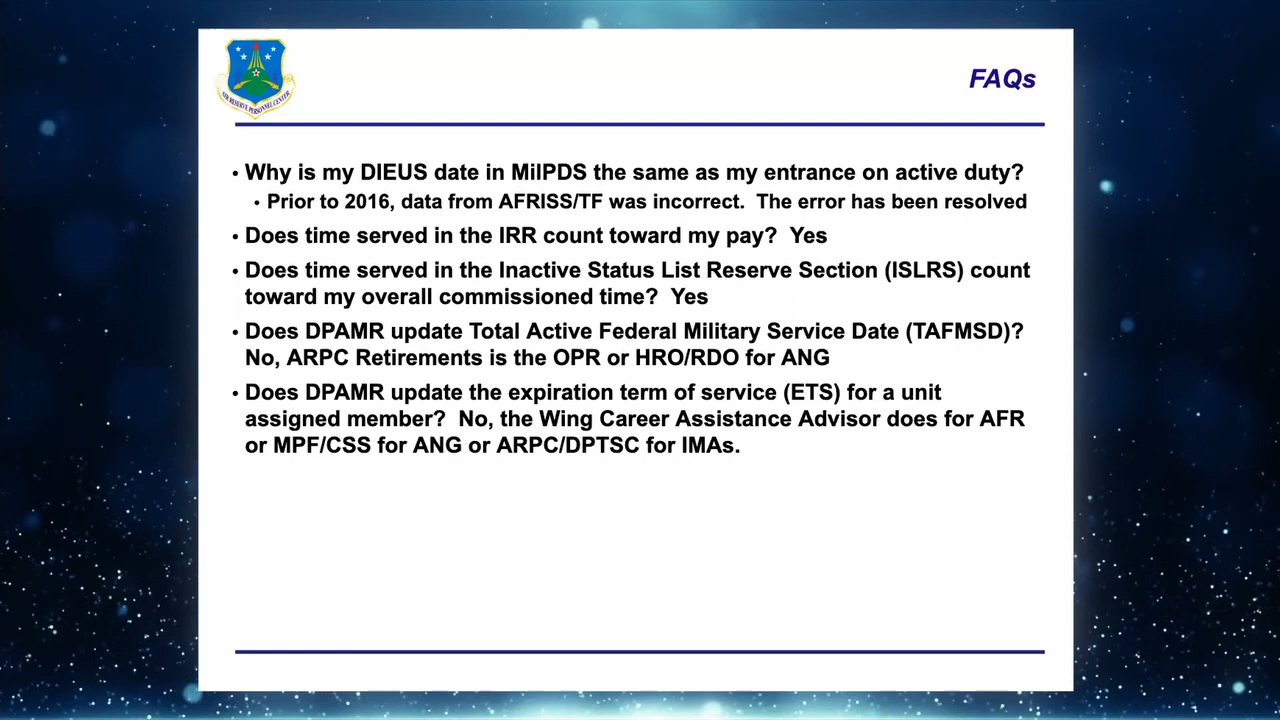 AIR RESERVE PERSONNEL CENTER
FAQs
• Why is my DIEUS date in MilPDS the same as my entrance on active duty?
• Prior to 2016, data from AFRISS/TF was incorrect.  The error has been resolved
• Does time served in the IRR count toward my pay?  Yes
• Does time served in the Inactive Status List Reserve Section (ISLRS) count
toward my overall commissioned time?  Yes
• Does DPAMR update Total Active Federal Military Service Date (TAFMSD)?
No, ARPC Retirements is the OPR or HRO/RDO for ANG
• Does DPAMR update the expiration term of service (ETS) for a unit
assigned member?  No, the Wing Career Assistance Advisor does for AFR
or MPF/CSS for ANG or ARPC/DPTSC for IMAs.